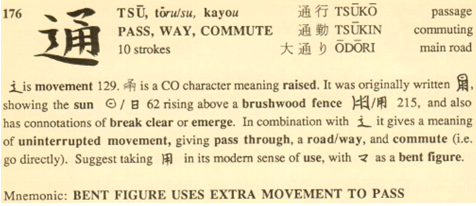 176 通 TSŪ, tōru/su, kayou 通行 TSŪKŌ passage
PASS, WAY, COMMUTE 通勤 TSŪKIN commuting
10 strokes 大通り ŌDŌRI main road
辶 is movement 129. 甬 is a CO character meaning raised. It was originally written
showing the sun ⊙/日 62 rising above a brushwood fence /用 215, and also
has connotations of break clear or emerge. In combination with 辶 it gives a meaning
of uninterrupted movement, giving pass through, a road/way, and commute (i.e.
go directly). Suggest taking 用 in its modern sense of use, with マ as a bent figure.
Mnemonic: BENT FIGURE USES EXTRA MOVEMENT TO PASS